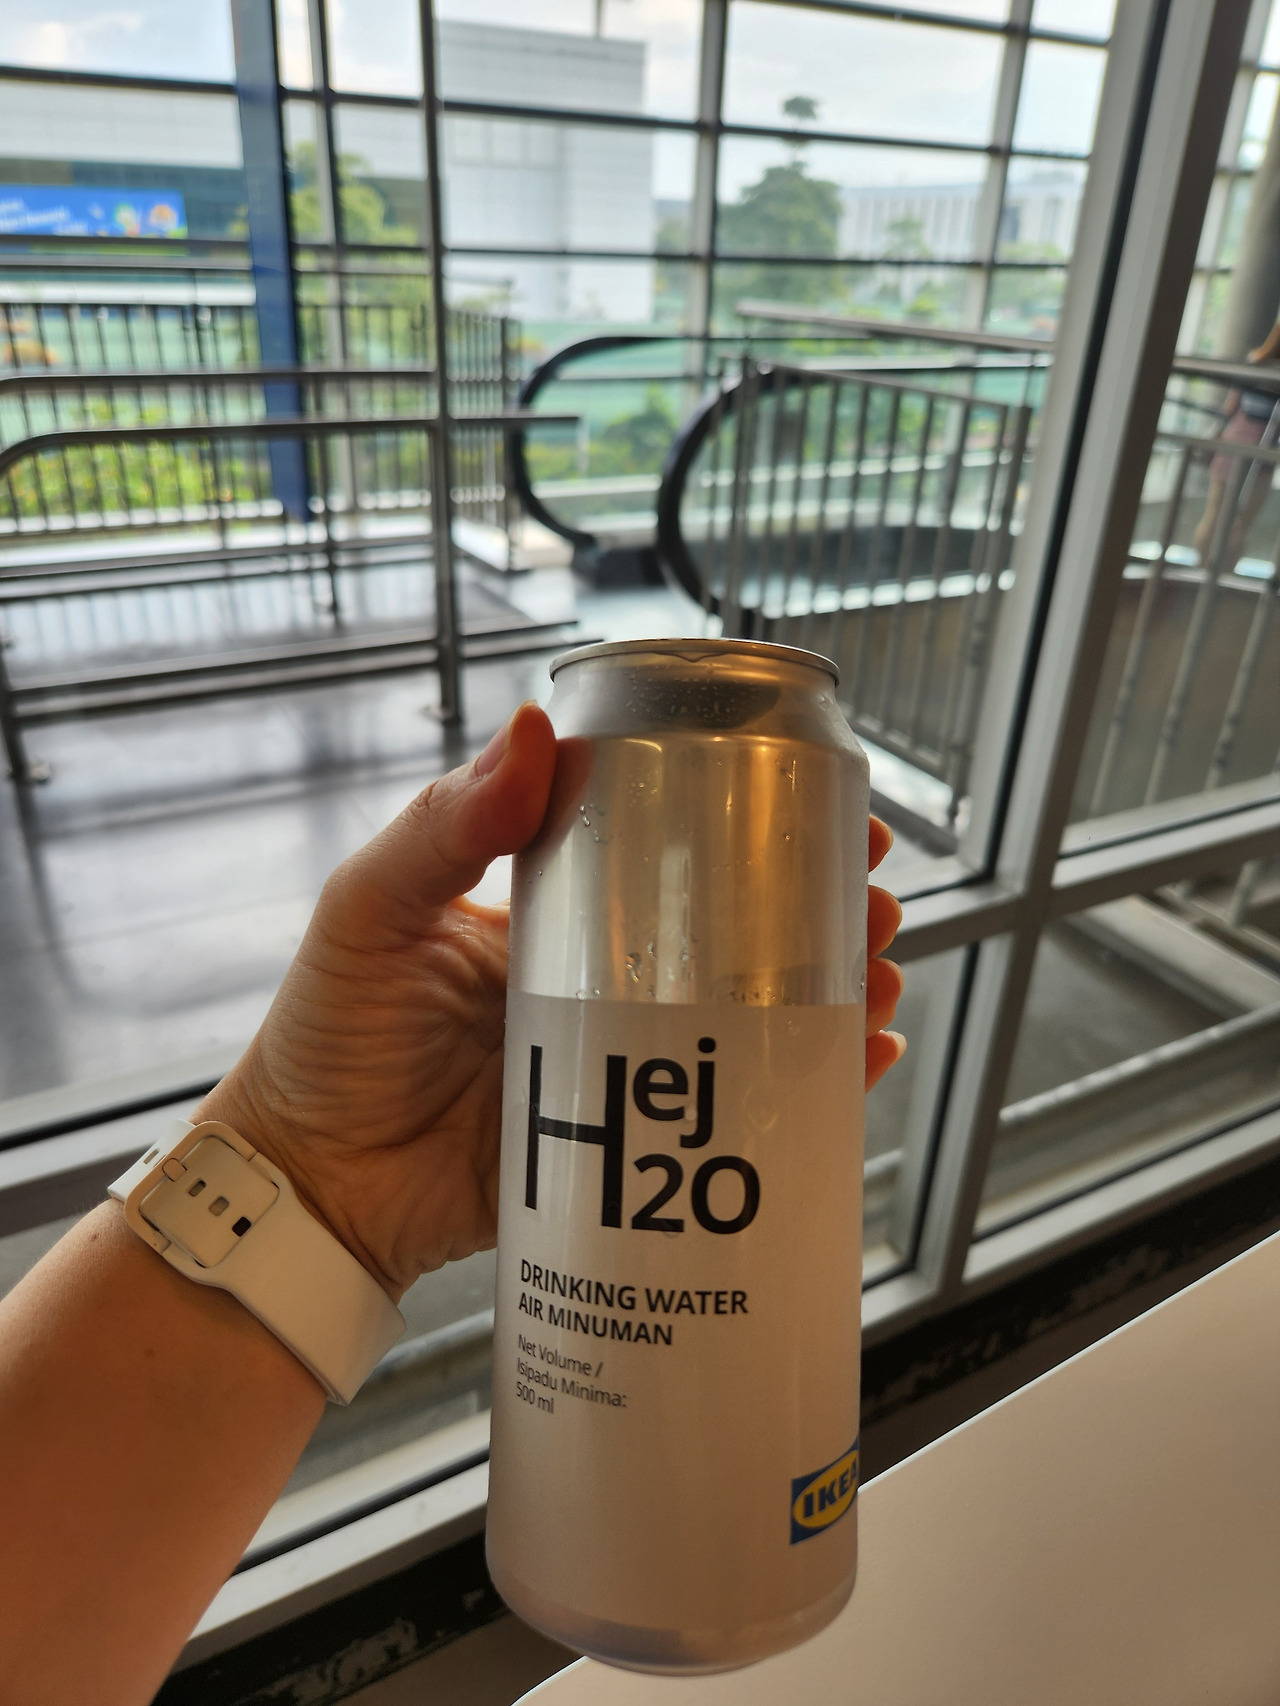 Hej
H2O
DRINKING WATER
AIR MINUMAN
Net Volume /
Isipadu Minima:
500 ml
IKEA